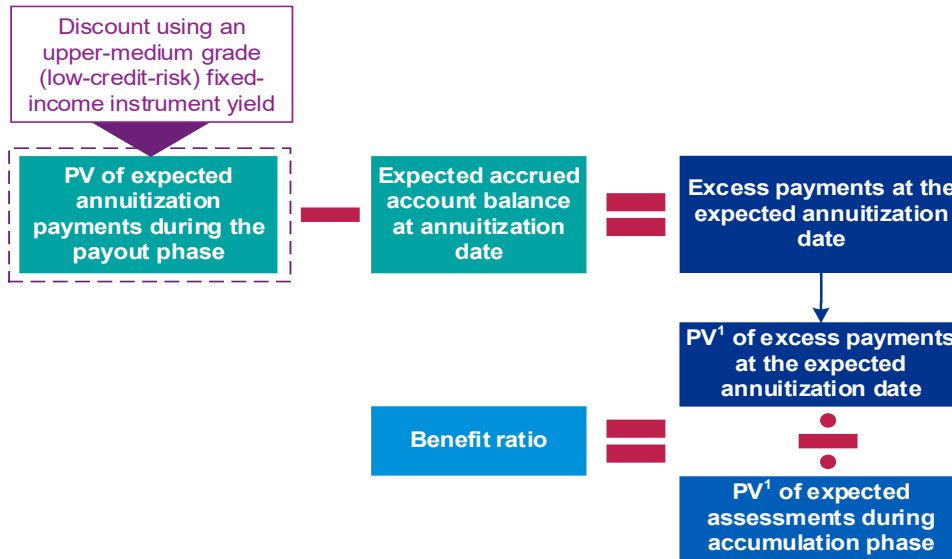 Discount using an
upper-medium grade
(low-credit-risk) fixed-
income instrument yield
PV of expected
annuitization
payments during the
payout phase
Expected accrued
account balance
at annuitization
date
Excess payments at the
expected annuitization
date
PV¹ of excess payments
at the expected
annuitization date
Benefit ratio
PV¹ of expected
assessments during
accumulation phase